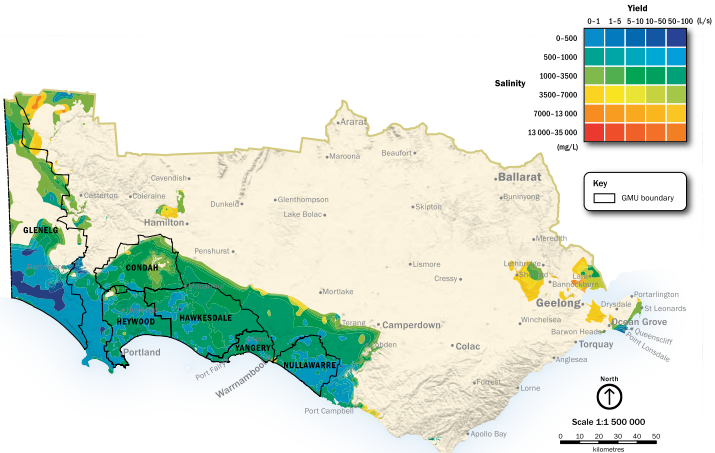 Yield
0–1 1–5 5–10 10–50 50–100 (L/s)
Salinity
0–500
500–1000
1000–3500
3500–7000
7000–13 000
13 000–35 000
(mg/L)
Key
GMU boundary
Ararat
Maroona
Beaufort
Ballarat
Cavendish
Casterton
Coleraine
Dunkeld
Glenthompson
Lake Bolac
Skipton
Buninyong
Hamilton
GLENELG
Meredith
Penshurst
Lismore
Cressy
Lethbridge
CONDAH
Bannockburn
Mortlake
Geelong
Portarlington
Drysdale
St Leonards
HEYWOOD
HAWKESDALE
Terang
Camperdown
Winchelsea
Ocean Grove
Barwon Heads
Queenscliff
Point Lonsdale
Torquay
YANGERY
Colac
Portland
NULLAWARRE
Anglesea
Port Fairy
Warrnambool
Forrest
Lorne
Port Campbell
Apollo Bay
North
Scale 1:1 500 000
0 10 20 30 40 50
kilometres